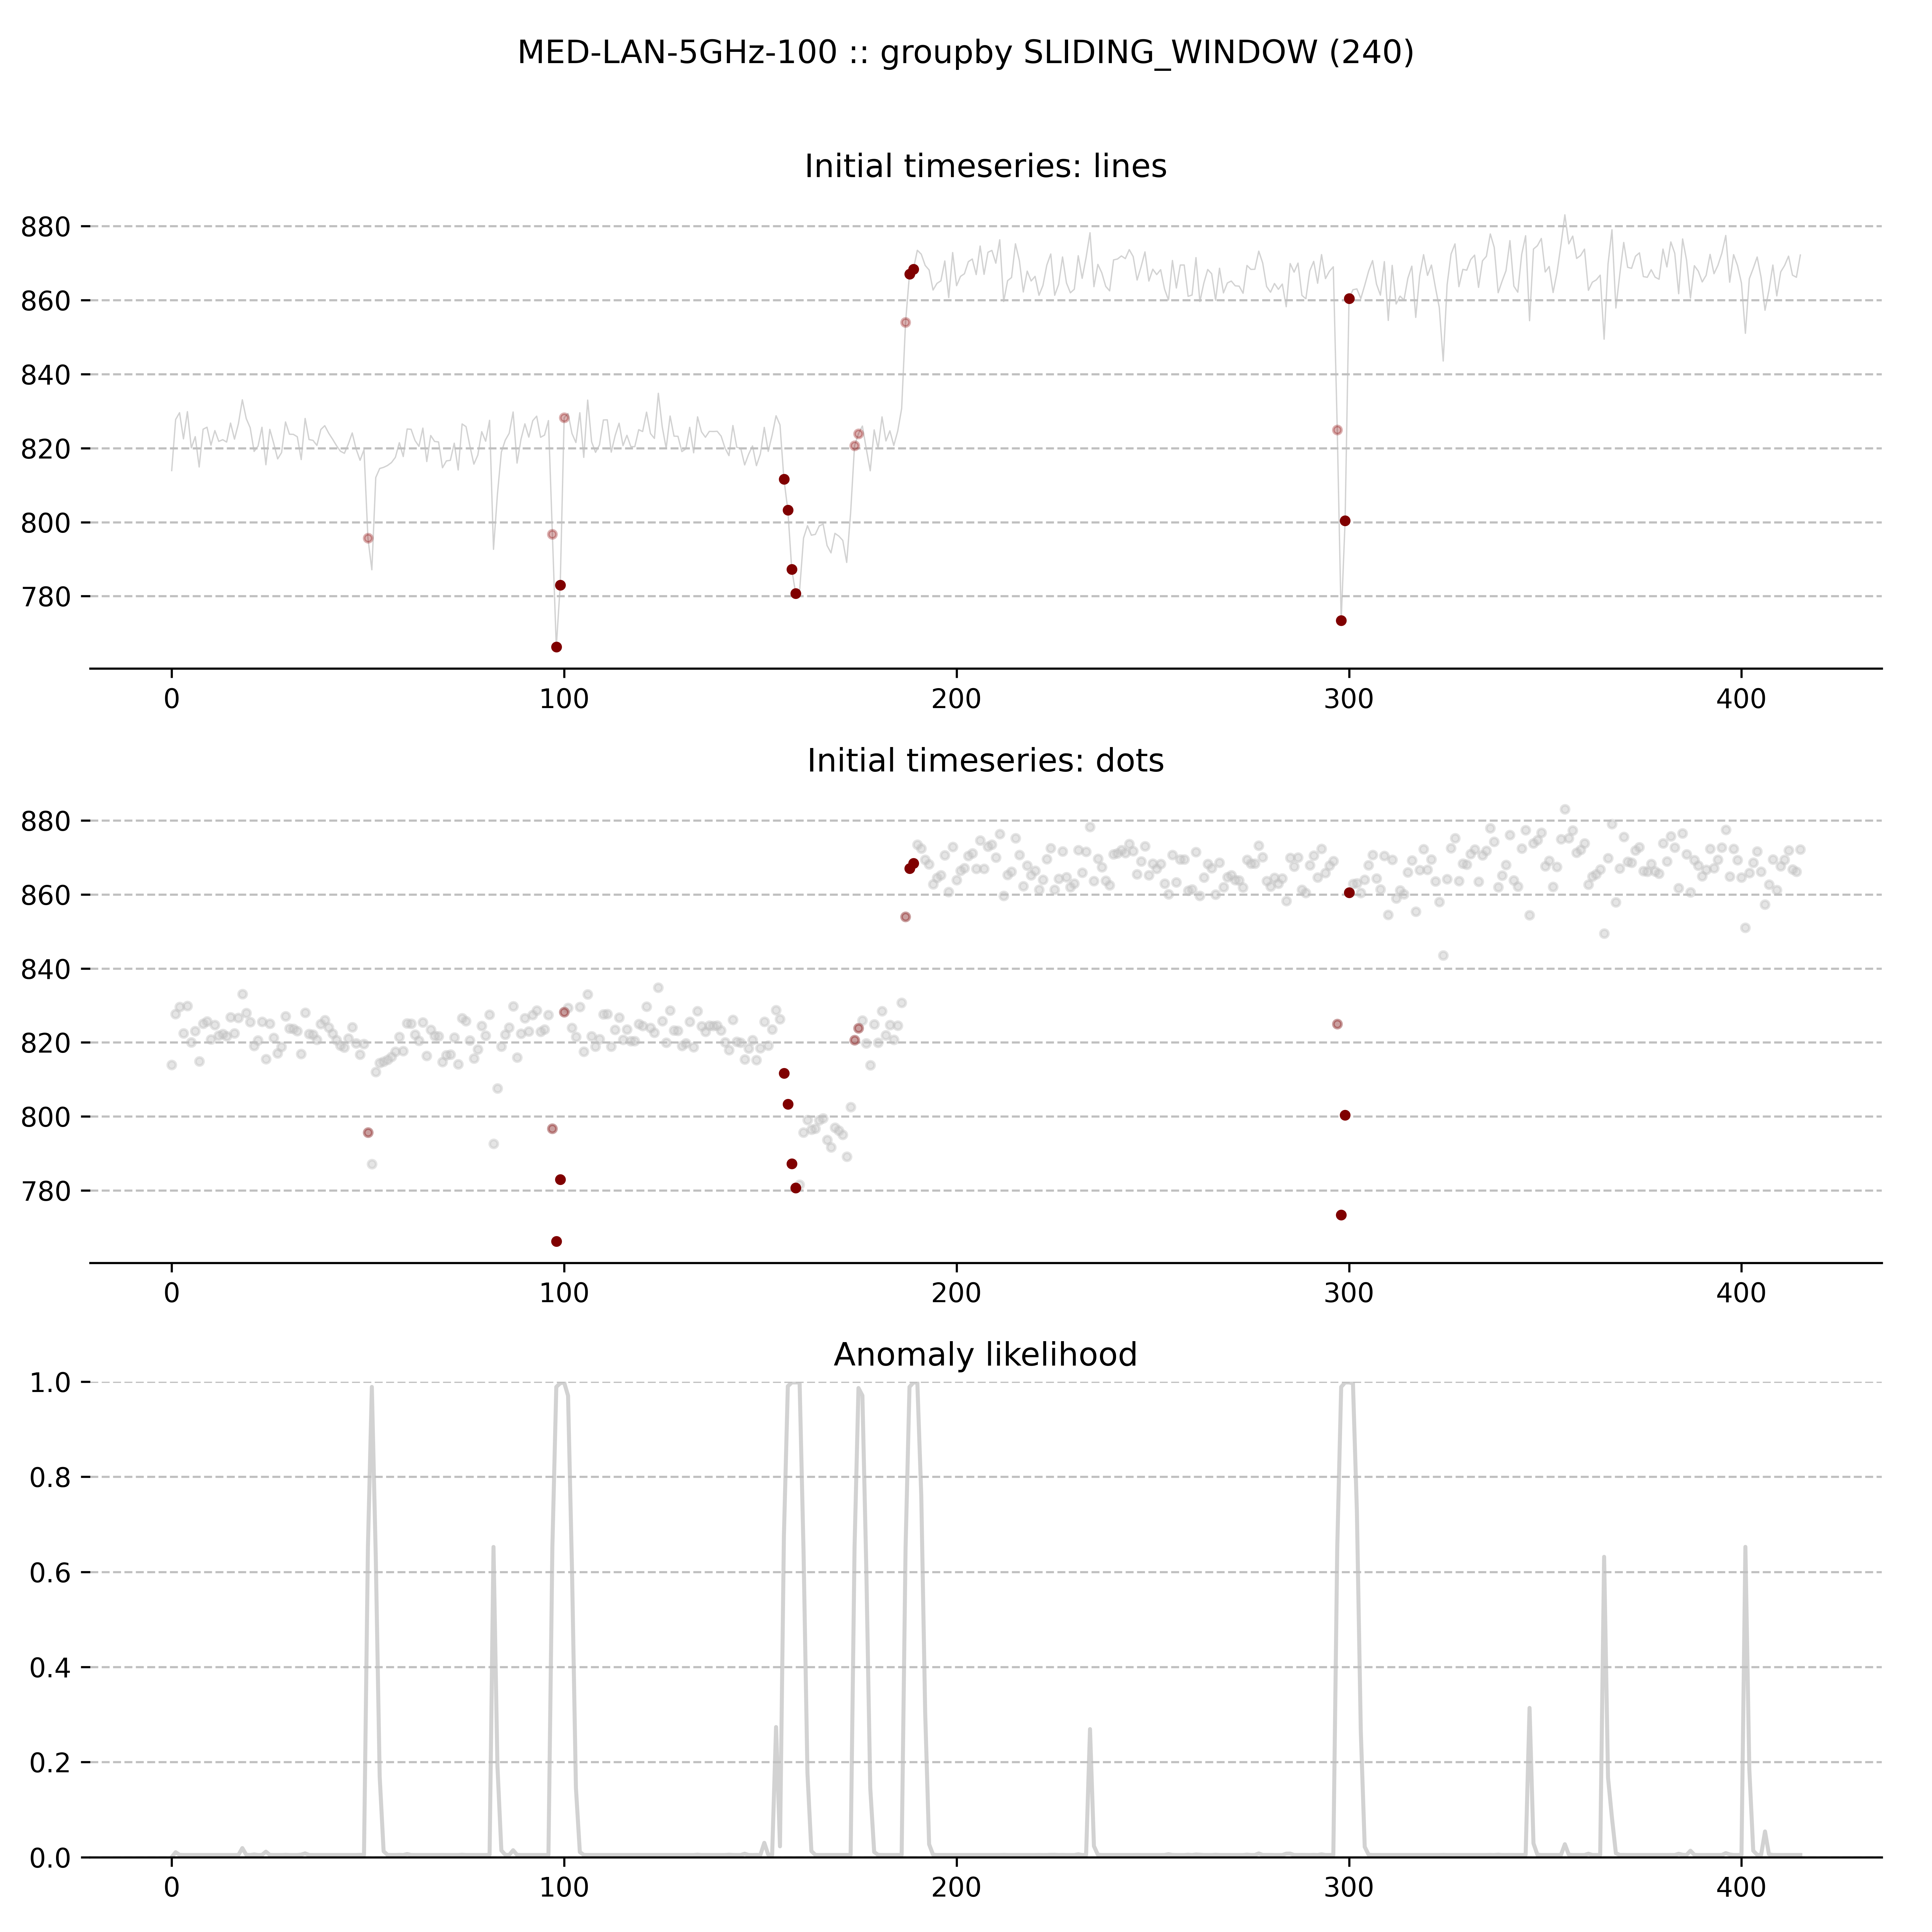 MED-LAN-5GHz-100 :: groupby SLIDING_WINDOW (240)
Initial timeseries: lines
880
860
840
820
800
780
0 100 200 300 400
Initial timeseries: dots
880
860
840
820
800
780
0 100 200 300 400
Anomaly likelihood
1.0
0.8
0.6
0.4
0.2
0.0
0 100 200 300 400